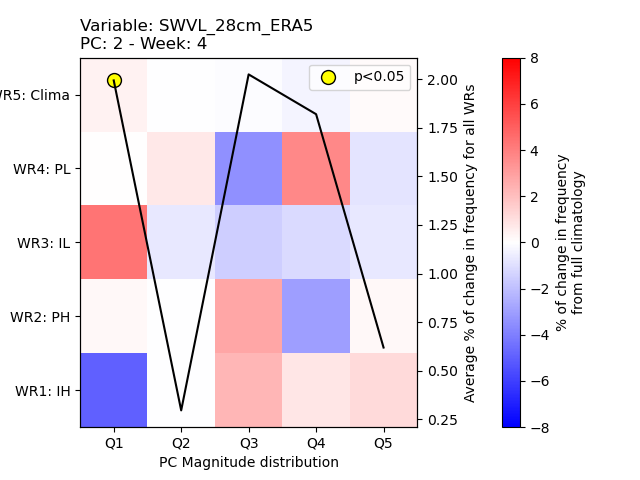 Variable: SWVL_28cm_ERA5
PC: 2 - Week: 4
p<0.05
WR5: Clima
WR4: PL
WR3: IL
WR2: PH
WR1: IH
Q1 Q2 Q3 Q4 Q5
PC Magnitude distribution
2.00
1.75
1.50
1.25
1.00
0.75
0.50
0.25
Average % of change in frequency for all WRs
8
6
4
2
0
−2
−4
−6
−8
% of change in frequency
from full climatology